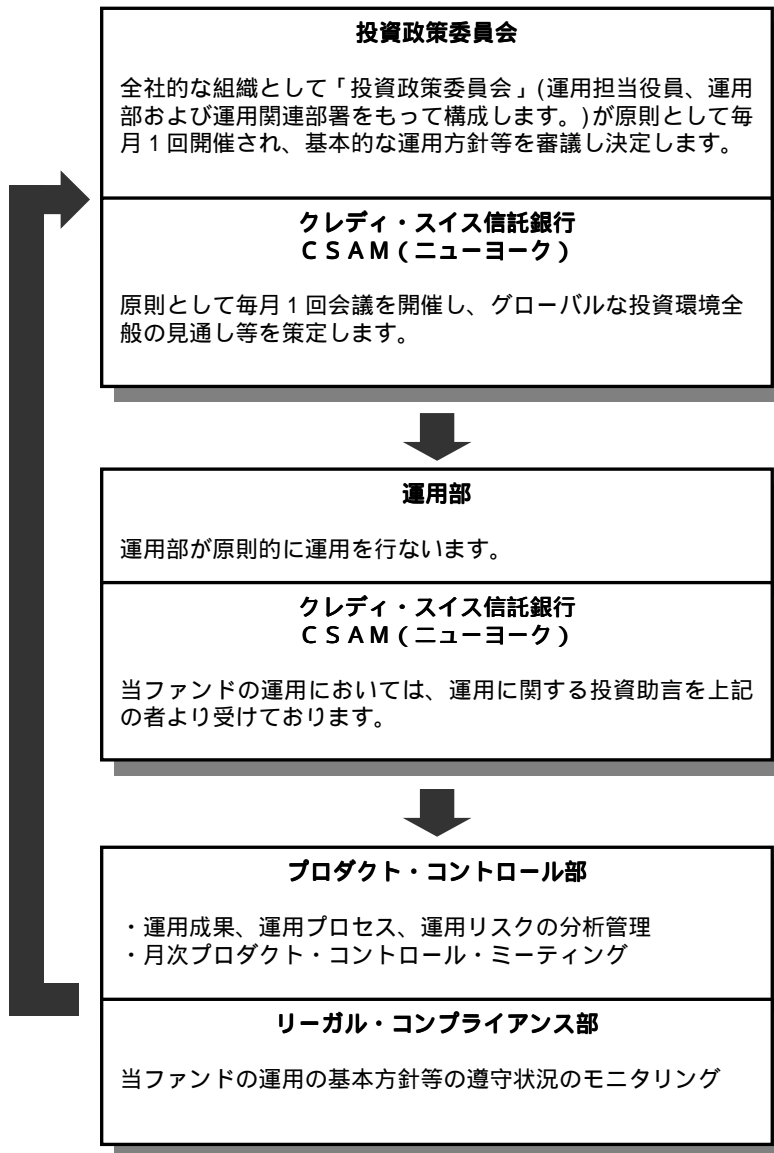 投資政策委員会
全社的な組織として「投資政策委員会」(運用担当役員、運用
部および運用関連部署をもって構成します。)が原則として毎
月1回開催され、基本的な運用方針等を審議し決定します。
クレディ・スイス信託銀行
CSAM(ニューヨーク)
原則として毎月1回会議を開催し、グローバルな投資環境全
般の見通し等を策定します。
運用部
運用部が原則的に運用を行ないます。
クレディ・スイス信託銀行
CSAM(ニューヨーク)
当ファンドの運用においては、運用に関する投資助言を上記
の者より受けております。
プロダクト・コントロール部
・運用成果、運用プロセス、運用リスクの分析管理
・月次プロダクト・コントロール・ミーティング
リーガル・コンプライアンス部
当ファンドの運用の基本方針等の遵守状況のモニタリング